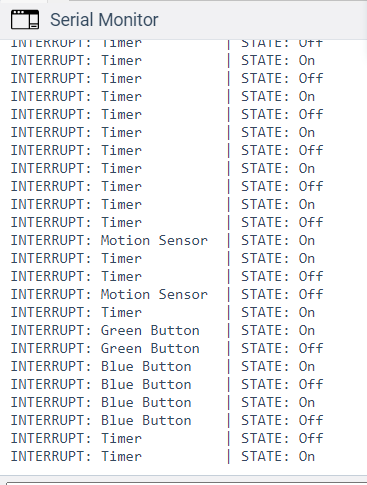 Serial Monitor
INTERRUPT: Timer | STATE: Off
INTERRUPT: Timer | STATE: On
INTERRUPT: Timer | STATE: Off
INTERRUPT: Timer | STATE: On
INTERRUPT: Timer | STATE: Off
INTERRUPT: Timer | STATE: On
INTERRUPT: Timer | STATE: Off
INTERRUPT: Timer | STATE: On
INTERRUPT: Timer | STATE: Off
INTERRUPT: Timer | STATE: On
INTERRUPT: Timer | STATE: Off
INTERRUPT: Motion Sensor | STATE: On
INTERRUPT: Timer | STATE: On
INTERRUPT: Timer | STATE: Off
INTERRUPT: Motion Sensor | STATE: Off
INTERRUPT: Timer | STATE: On
INTERRUPT: Green Button | STATE: On
INTERRUPT: Green Button | STATE: Off
INTERRUPT: Blue Button | STATE: On
INTERRUPT: Blue Button | STATE: Off
INTERRUPT: Blue Button | STATE: On
INTERRUPT: Blue Button | STATE: Off
INTERRUPT: Timer | STATE: Off
INTERRUPT: Timer | STATE: On